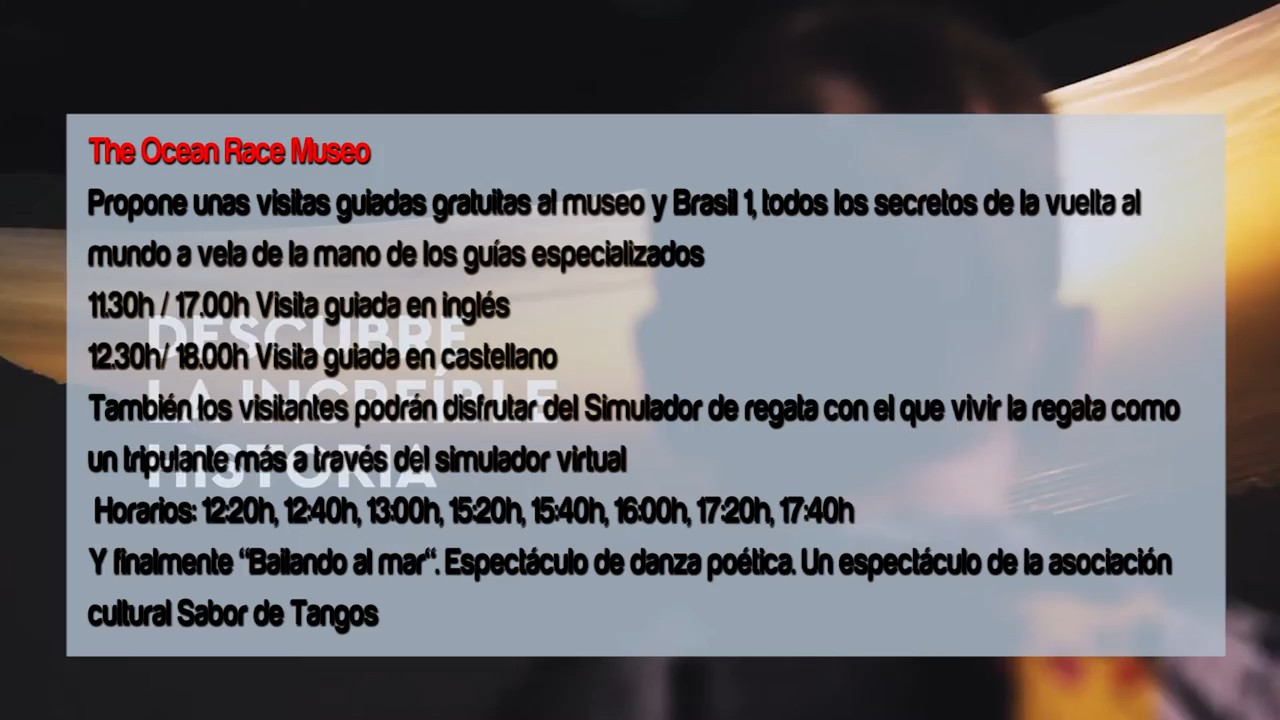 The Ocean Race Museo
Propone unas visitas guiadas gratuitas al museo y Brasil 1, todos los secretos de la vuelta al
mundo a vela de la mano de los guías especializados
11.30h / 17.00h Visita guiada en inglés
12.30h/ 18.00h Visita guiada en castellano
También los visitantes podrán disfrutar del Simulador de regata con el que vivir la regata como
un tripulante más a través del simulador virtual
Horarios: 12:20h, 12:40h, 13:00h, 15:20h, 15:40h, 16:00h, 17:20h, 17:40h
Y finalmente “Bailando al mar“. Espectáculo de danza poética. Un espectáculo de la asociación
cultural Sabor de Tangos
DESCUBRE
LA INCREÍBLE
HISTORIA